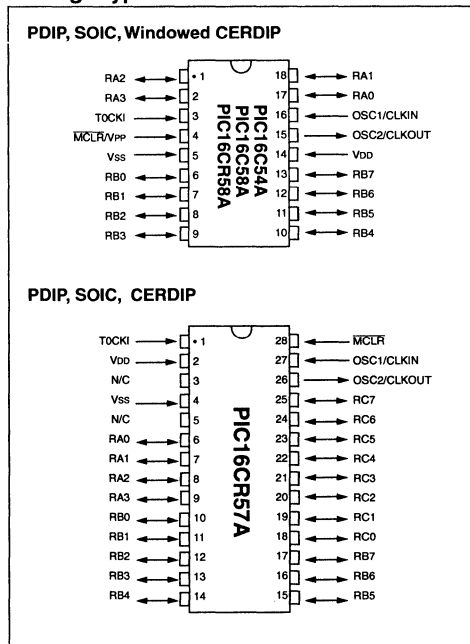 PDIP, SOIC, Windowed CERDIP
RA2 1 18 RA1
RA3 2 17 RA0
T0CKI 3 16 OSC1/CLKIN
MCLR/VPP 4 15 OSC2/CLKOUT
VSS 5 14 VDD
RB0 6 13 RB7
RB1 7 12 RB6
RB2 8 11 RB5
RB3 9 10 RB4
PIC16C54A
PIC16C58A
PIC16CR58A
PDIP, SOIC, CERDIP
T0CKI 1 28 MCLR
VDD 2 27 OSC1/CLKIN
N/C 3 26 OSC2/CLKOUT
VSS 4 25 RC7
N/C 5 24 RC6
RA0 6 23 RC5
RA1 7 22 RC4
RA2 8 21 RC3
RA3 9 20 RC2
RB0 10 19 RC1
RB1 11 18 RC0
RB2 12 17 RB7
RB3 13 16 RB6
RB4 14 15 RB5
PIC16CR57A